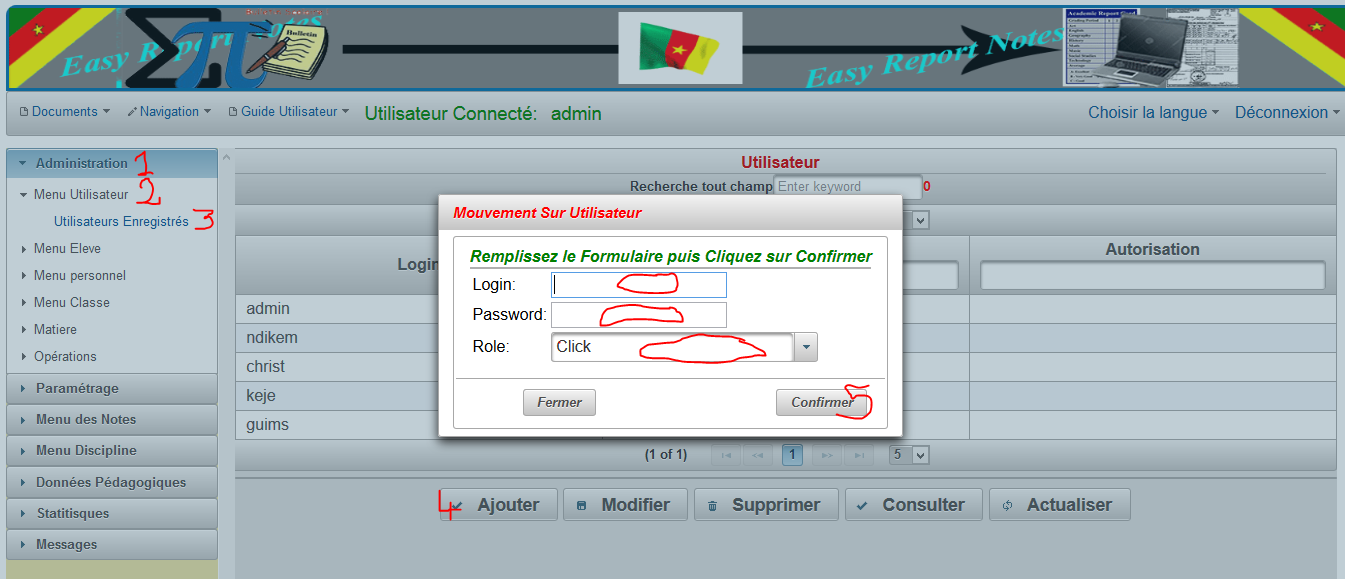 Easy Report Notes
Bulletin
Easy Report Notes
Academic Report Card
Documents Navigation Guide Utilisateur Utilisateur Connecté: admin Choisir la langue Déconnexion
Administration 1
Menu Utilisateur 2
Utilisateurs Enregistrés 3
Menu Eleve
Menu personnel
Menu Classe
Matiere
Opérations
Paramétrage
Menu des Notes
Menu Discipline
Données Pédagogiques
Statitisques
Messages
Utilisateur
Recherche tout champ Enter keyword 0
Login Autorisation
admin
ndikem
christ
keje
guims
Mouvement Sur Utilisateur
Remplissez le Formulaire puis Cliquez sur Confirmer
Login:
Password:
Role: Click
Fermer Confirmer 5
(1 of 1) 1 5
4 Ajouter Modifier Supprimer Consulter Actualiser